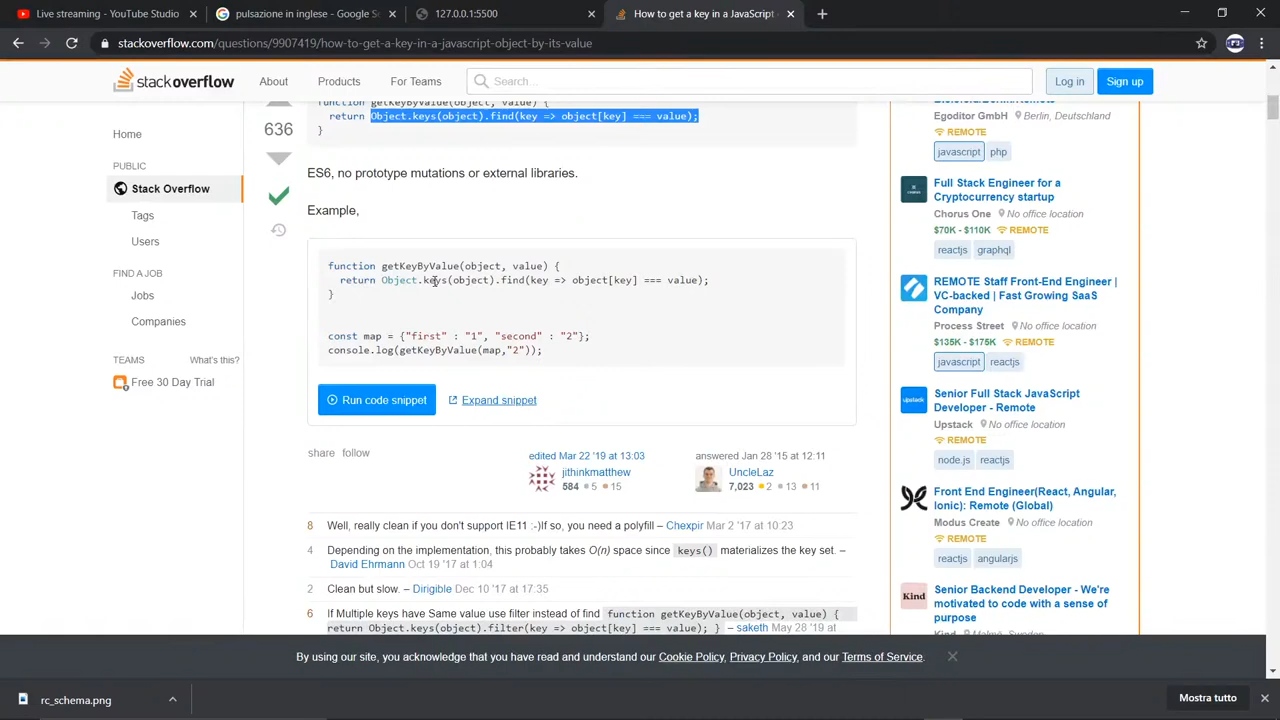 Live streaming - YouTube Studio
pulsazione in inglese - Google S
127.0.0.1:5500
How to get a key in a JavaScript
stackoverflow.com/questions/9907419/how-to-get-a-key-in-a-javascript-object-by-its-value
stackoverflow
About
Products
For Teams
Search...
Log in
Sign up
Home
PUBLIC
Stack Overflow
Tags
Users
FIND A JOB
Jobs
Companies
TEAMS
What's this?
Free 30 Day Trial
636
function getKeyByValue(object, value) {
return Object.keys(object).find(key => object[key] === value);
}
ES6, no prototype mutations or external libraries.
Example,
function getKeyByValue(object, value) {
return Object.keys(object).find(key => object[key] === value);
}
const map = {"first" : "1", "second" : "2"};
console.log(getKeyByValue(map,"2"));
Run code snippet
Expand snippet
share follow
edited Mar 22 '19 at 13:03
jithinkmatthew
584 5 15
answered Jan 28 '15 at 12:11
UncleLaz
7,023 2 13 11
8 Well, really clean if you don't support IE11 :-)If so, you need a polyfill – Chexpir Mar 2 '17 at 10:23
4 Depending on the implementation, this probably takes O(n) space since keys() materializes the key set. –
David Ehrmann Oct 19 '17 at 1:04
2 Clean but slow. – Dirigible Dec 10 '17 at 17:35
6 If Multiple keys have Same value use filter instead of find function getKeyByValue(object, value) {
return Object.keys(object).filter(key => object[key] === value); } – saketh May 28 '19 at
Egoditor GmbH Berlin, Deutschland
REMOTE
javascript php
Full Stack Engineer for a
Cryptocurrency startup
Chorus One No office location
$70K - $110K REMOTE
reactjs graphql
REMOTE Staff Front-End Engineer |
VC-backed | Fast Growing SaaS
Company
Process Street No office location
$135K - $175K REMOTE
javascript reactjs
Senior Full Stack JavaScript
Developer - Remote
upstack
Upstack No office location
REMOTE
node.js reactjs
Front End Engineer(React, Angular,
Ionic): Remote (Global)
Modus Create No office location
REMOTE
reactjs angularjs
Kind
Senior Backend Developer - We're
motivated to code with a sense of
purpose
By using our site, you acknowledge that you have read and understand our Cookie Policy, Privacy Policy, and our Terms of Service.
rc_schema.png
Mostra tutto